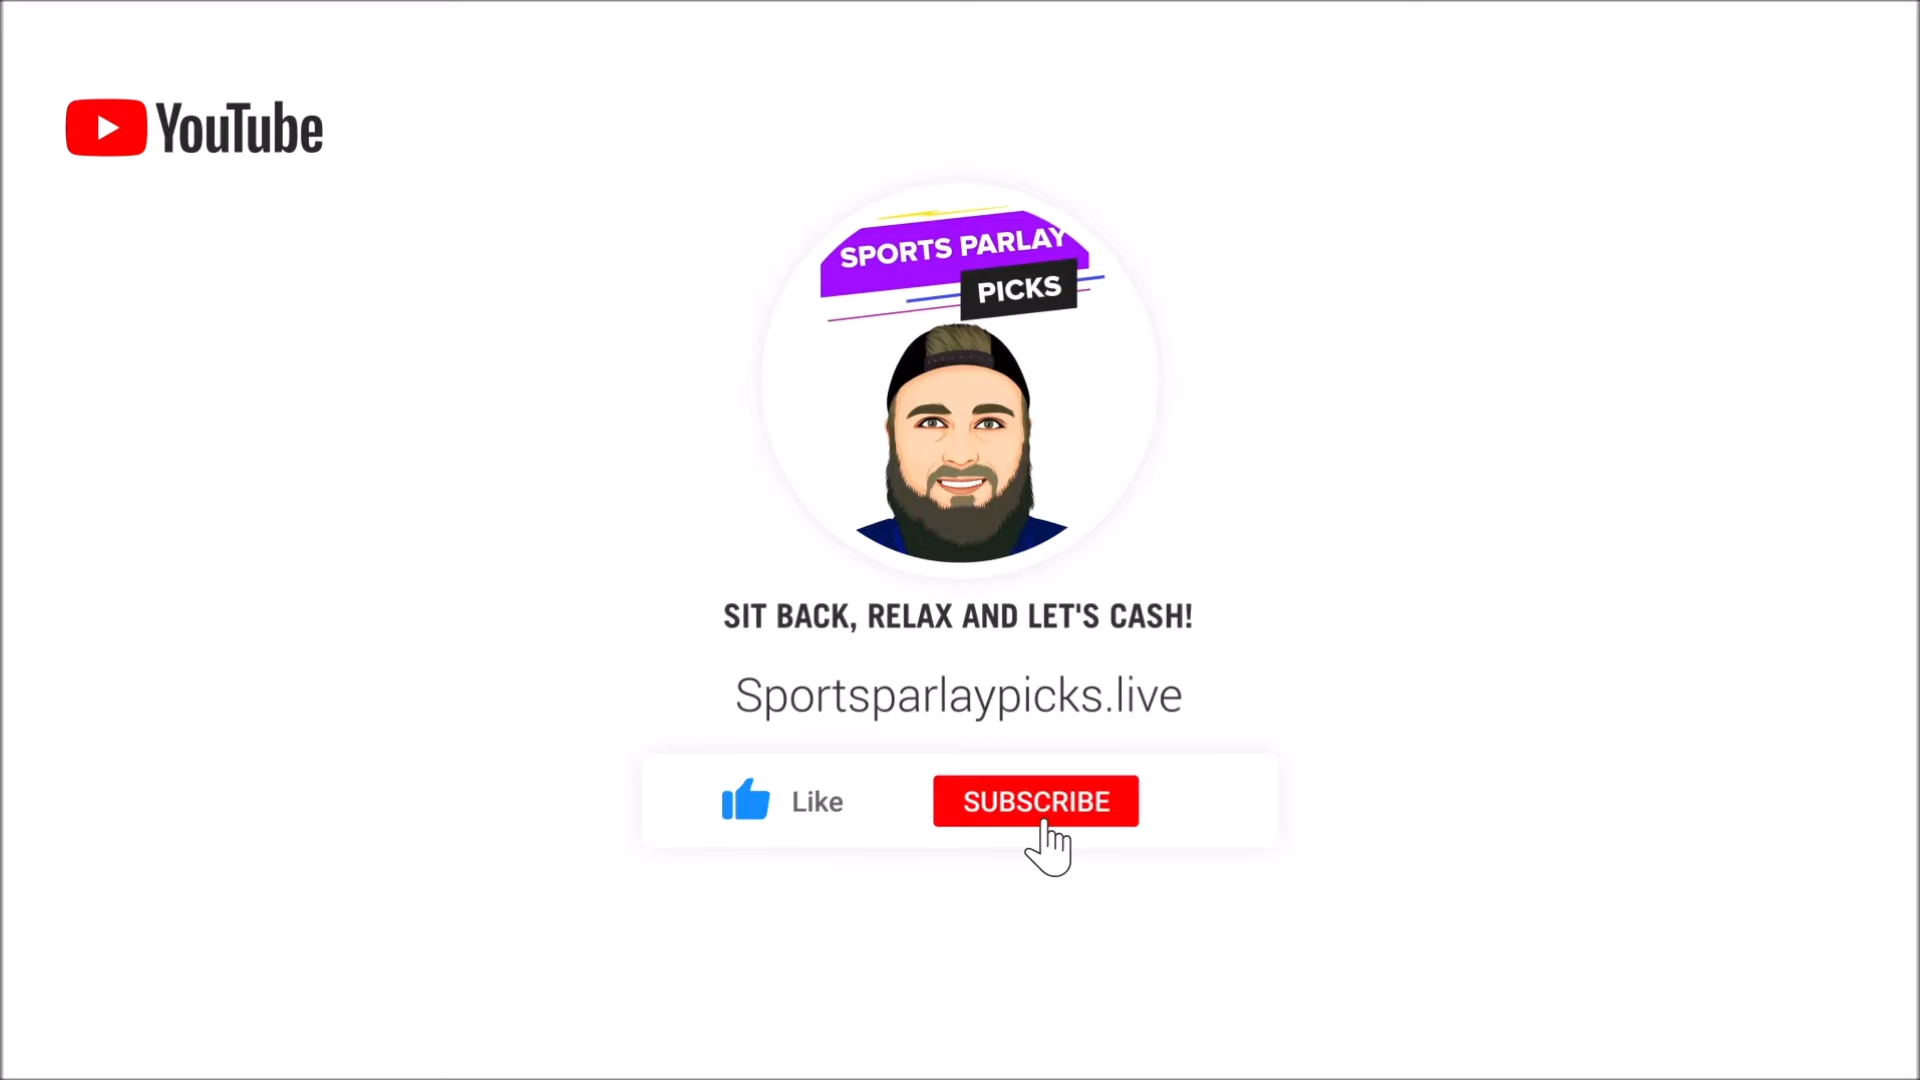 YouTube
SPORTS PARLAY
PICKS
SIT BACK, RELAX AND LET'S CASH!
Sportsparlaypicks.live
Like
SUBSCRIBE